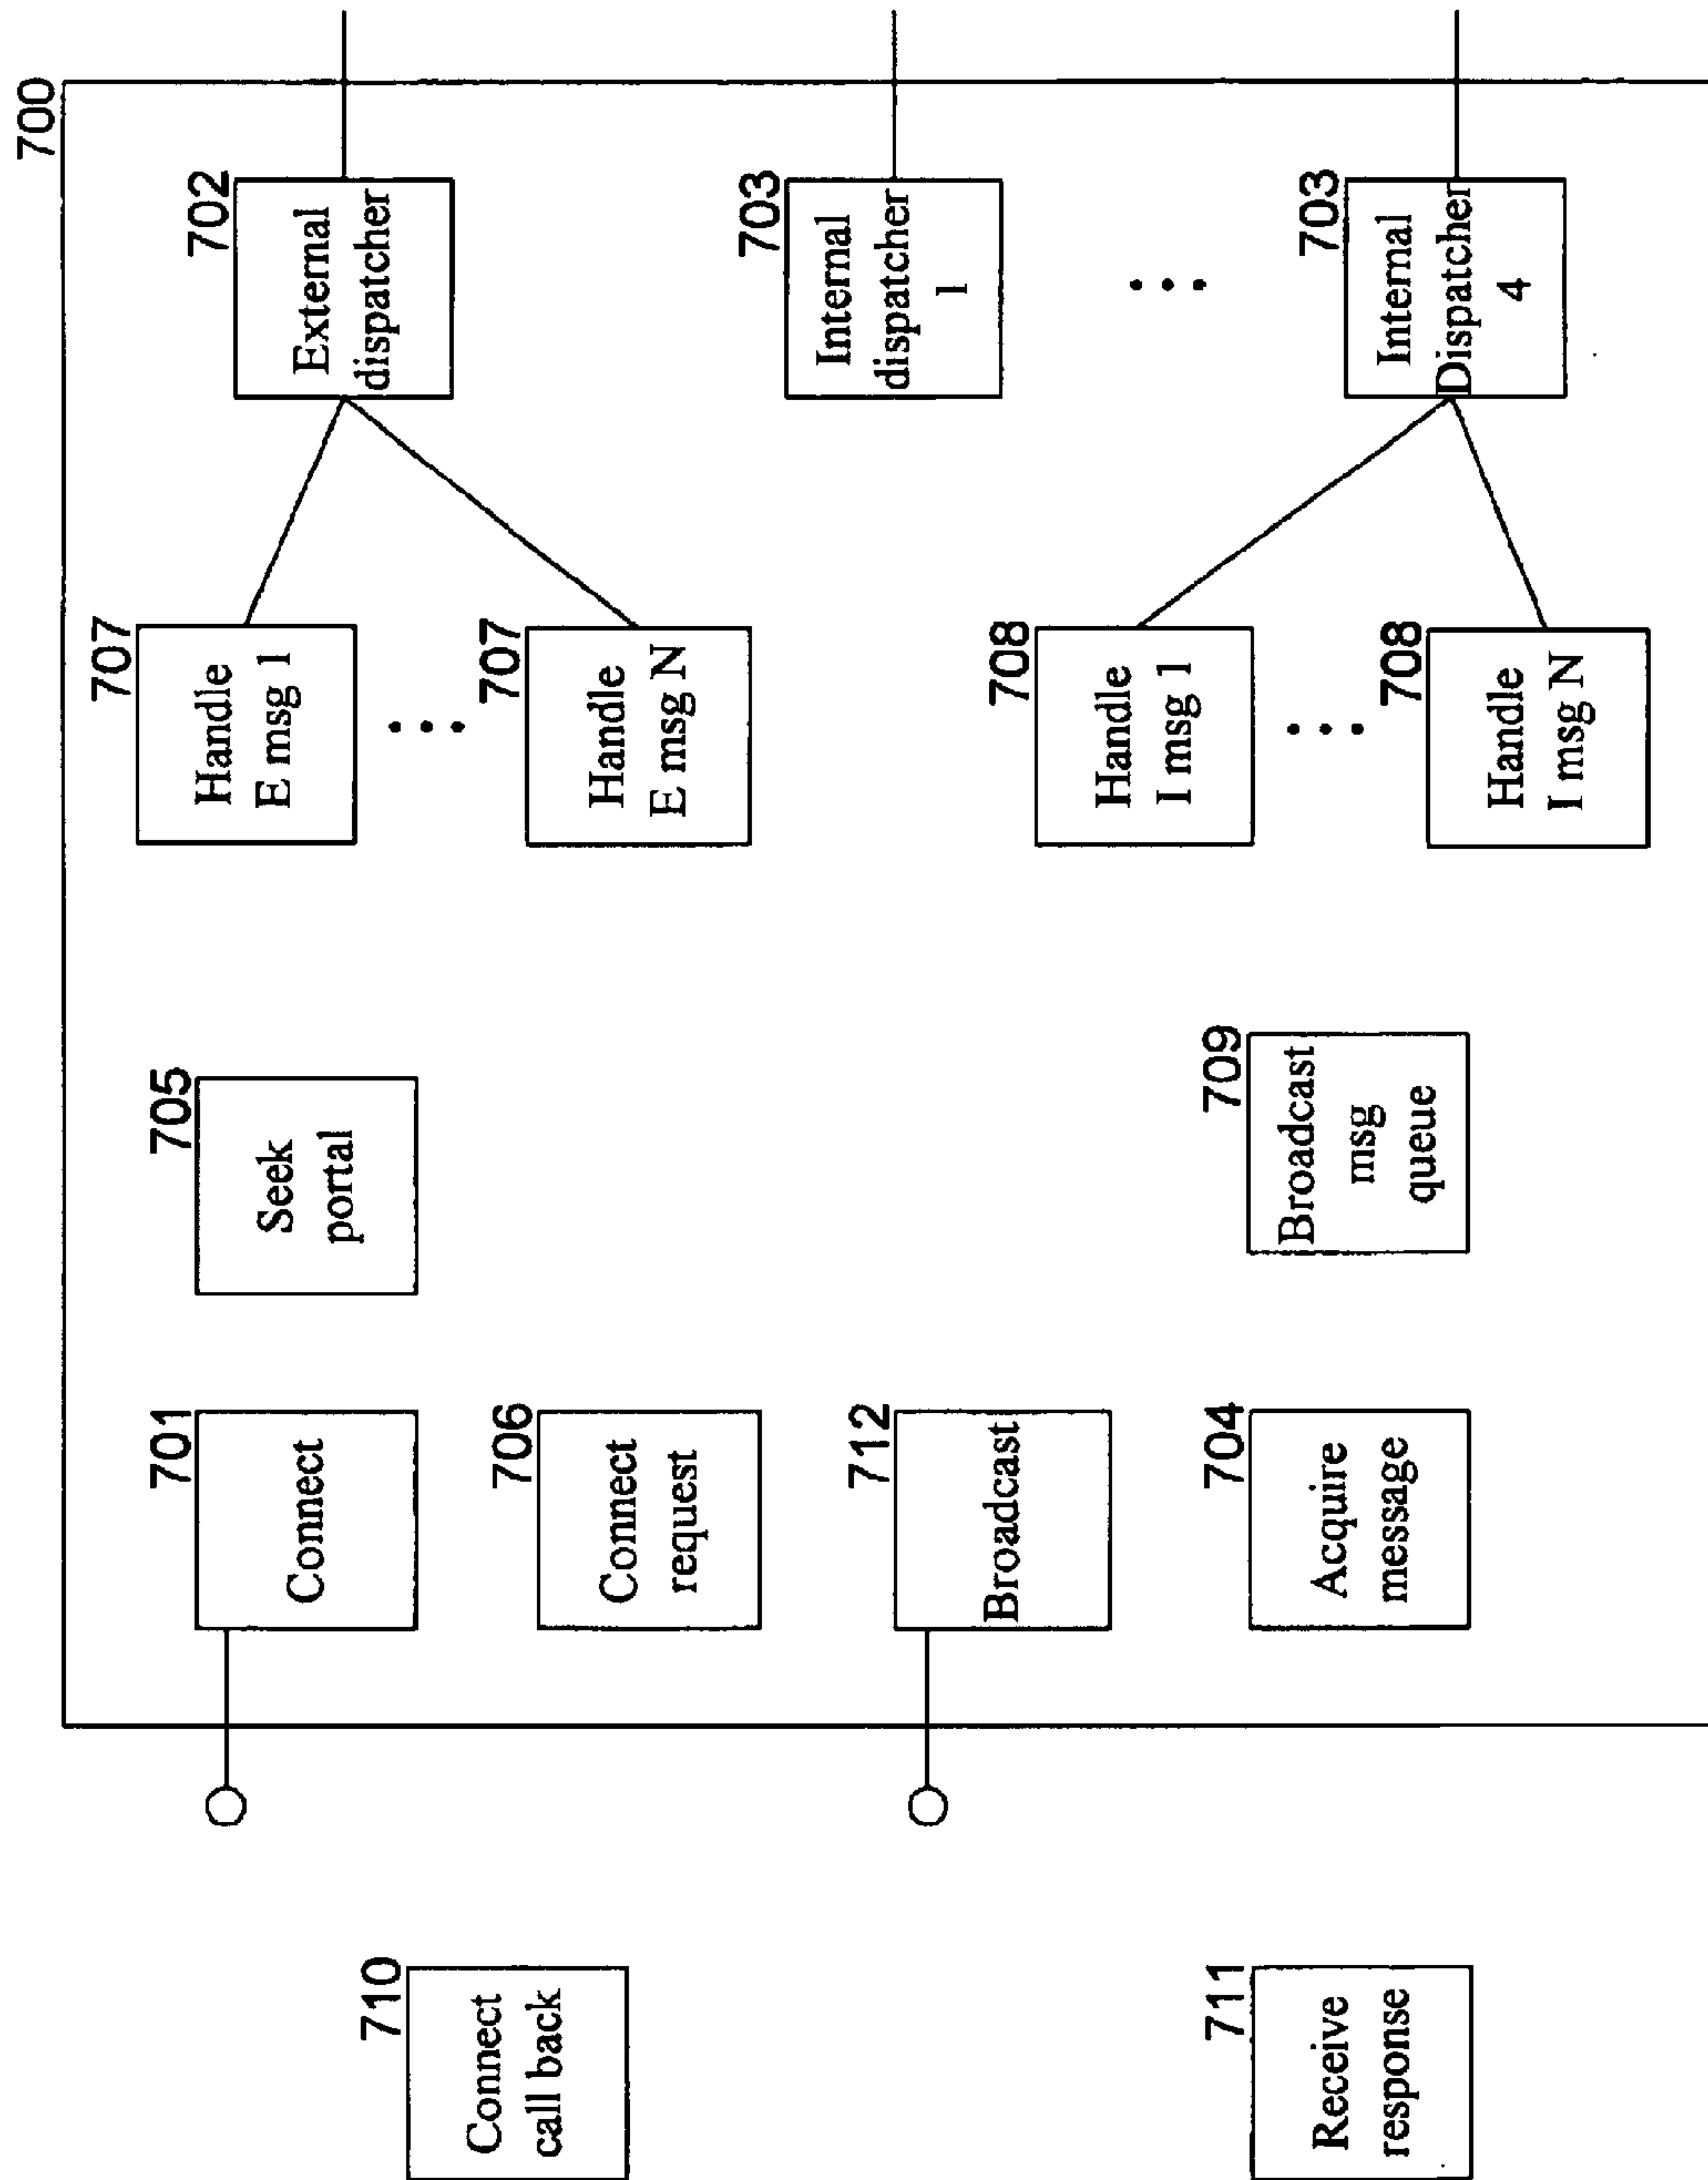 700
710
Connect
call back
701
Connect
705
Seek
portal
707
Handle
E msg 1
702
External
dispatcher
706
Connect
request
707
Handle
E msg N
712
Broadcast
703
Internal
dispatcher
1
711
Receive
response
704
Acquire
message
709
Broadcast
msg
queue
708
Handle
I msg 1
703
Internal
Dispatcher
4
708
Handle
I msg N